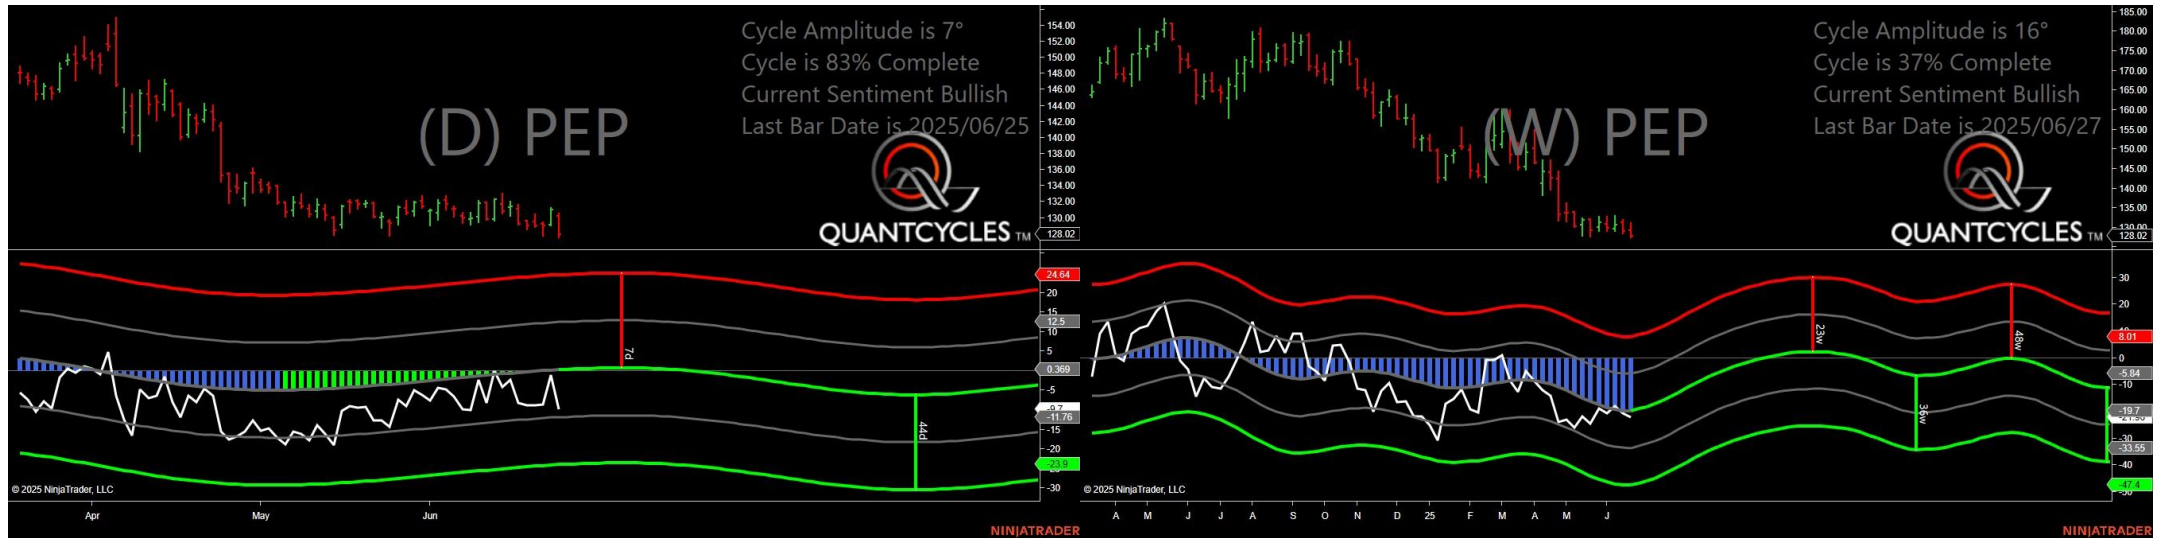 Cycle Amplitude is 7°
Cycle is 83% Complete
Current Sentiment Bullish
Last Bar Date is 2025/06/25
(D) PEP
QUANTCYCLES TM
154.00
152.00
150.00
148.00
146.00
144.00
142.00
140.00
138.00
136.00
134.00
132.00
130.00
128.02
24.64
20
15
12.5
10
5
0.369
-5
-9.7
-11.76
-15
-20
-23.9
-30
7d
44d
© 2025 NinjaTrader, LLC
Apr May Jun
NINJATRADER
Cycle Amplitude is 16°
Cycle is 37% Complete
Current Sentiment Bullish
Last Bar Date is 2025/06/27
(W) PEP
QUANTCYCLES TM
185.00
180.00
175.00
170.00
165.00
160.00
155.00
150.00
145.00
140.00
135.00
130.00
128.02
30
20
8.01
0
-5.84
-10
-19.7
-30
-33.55
-40
-47.4
23w
36w
48w
© 2025 NinjaTrader, LLC
A M J J A S O N D 25 F M A M J
NINJATRADER